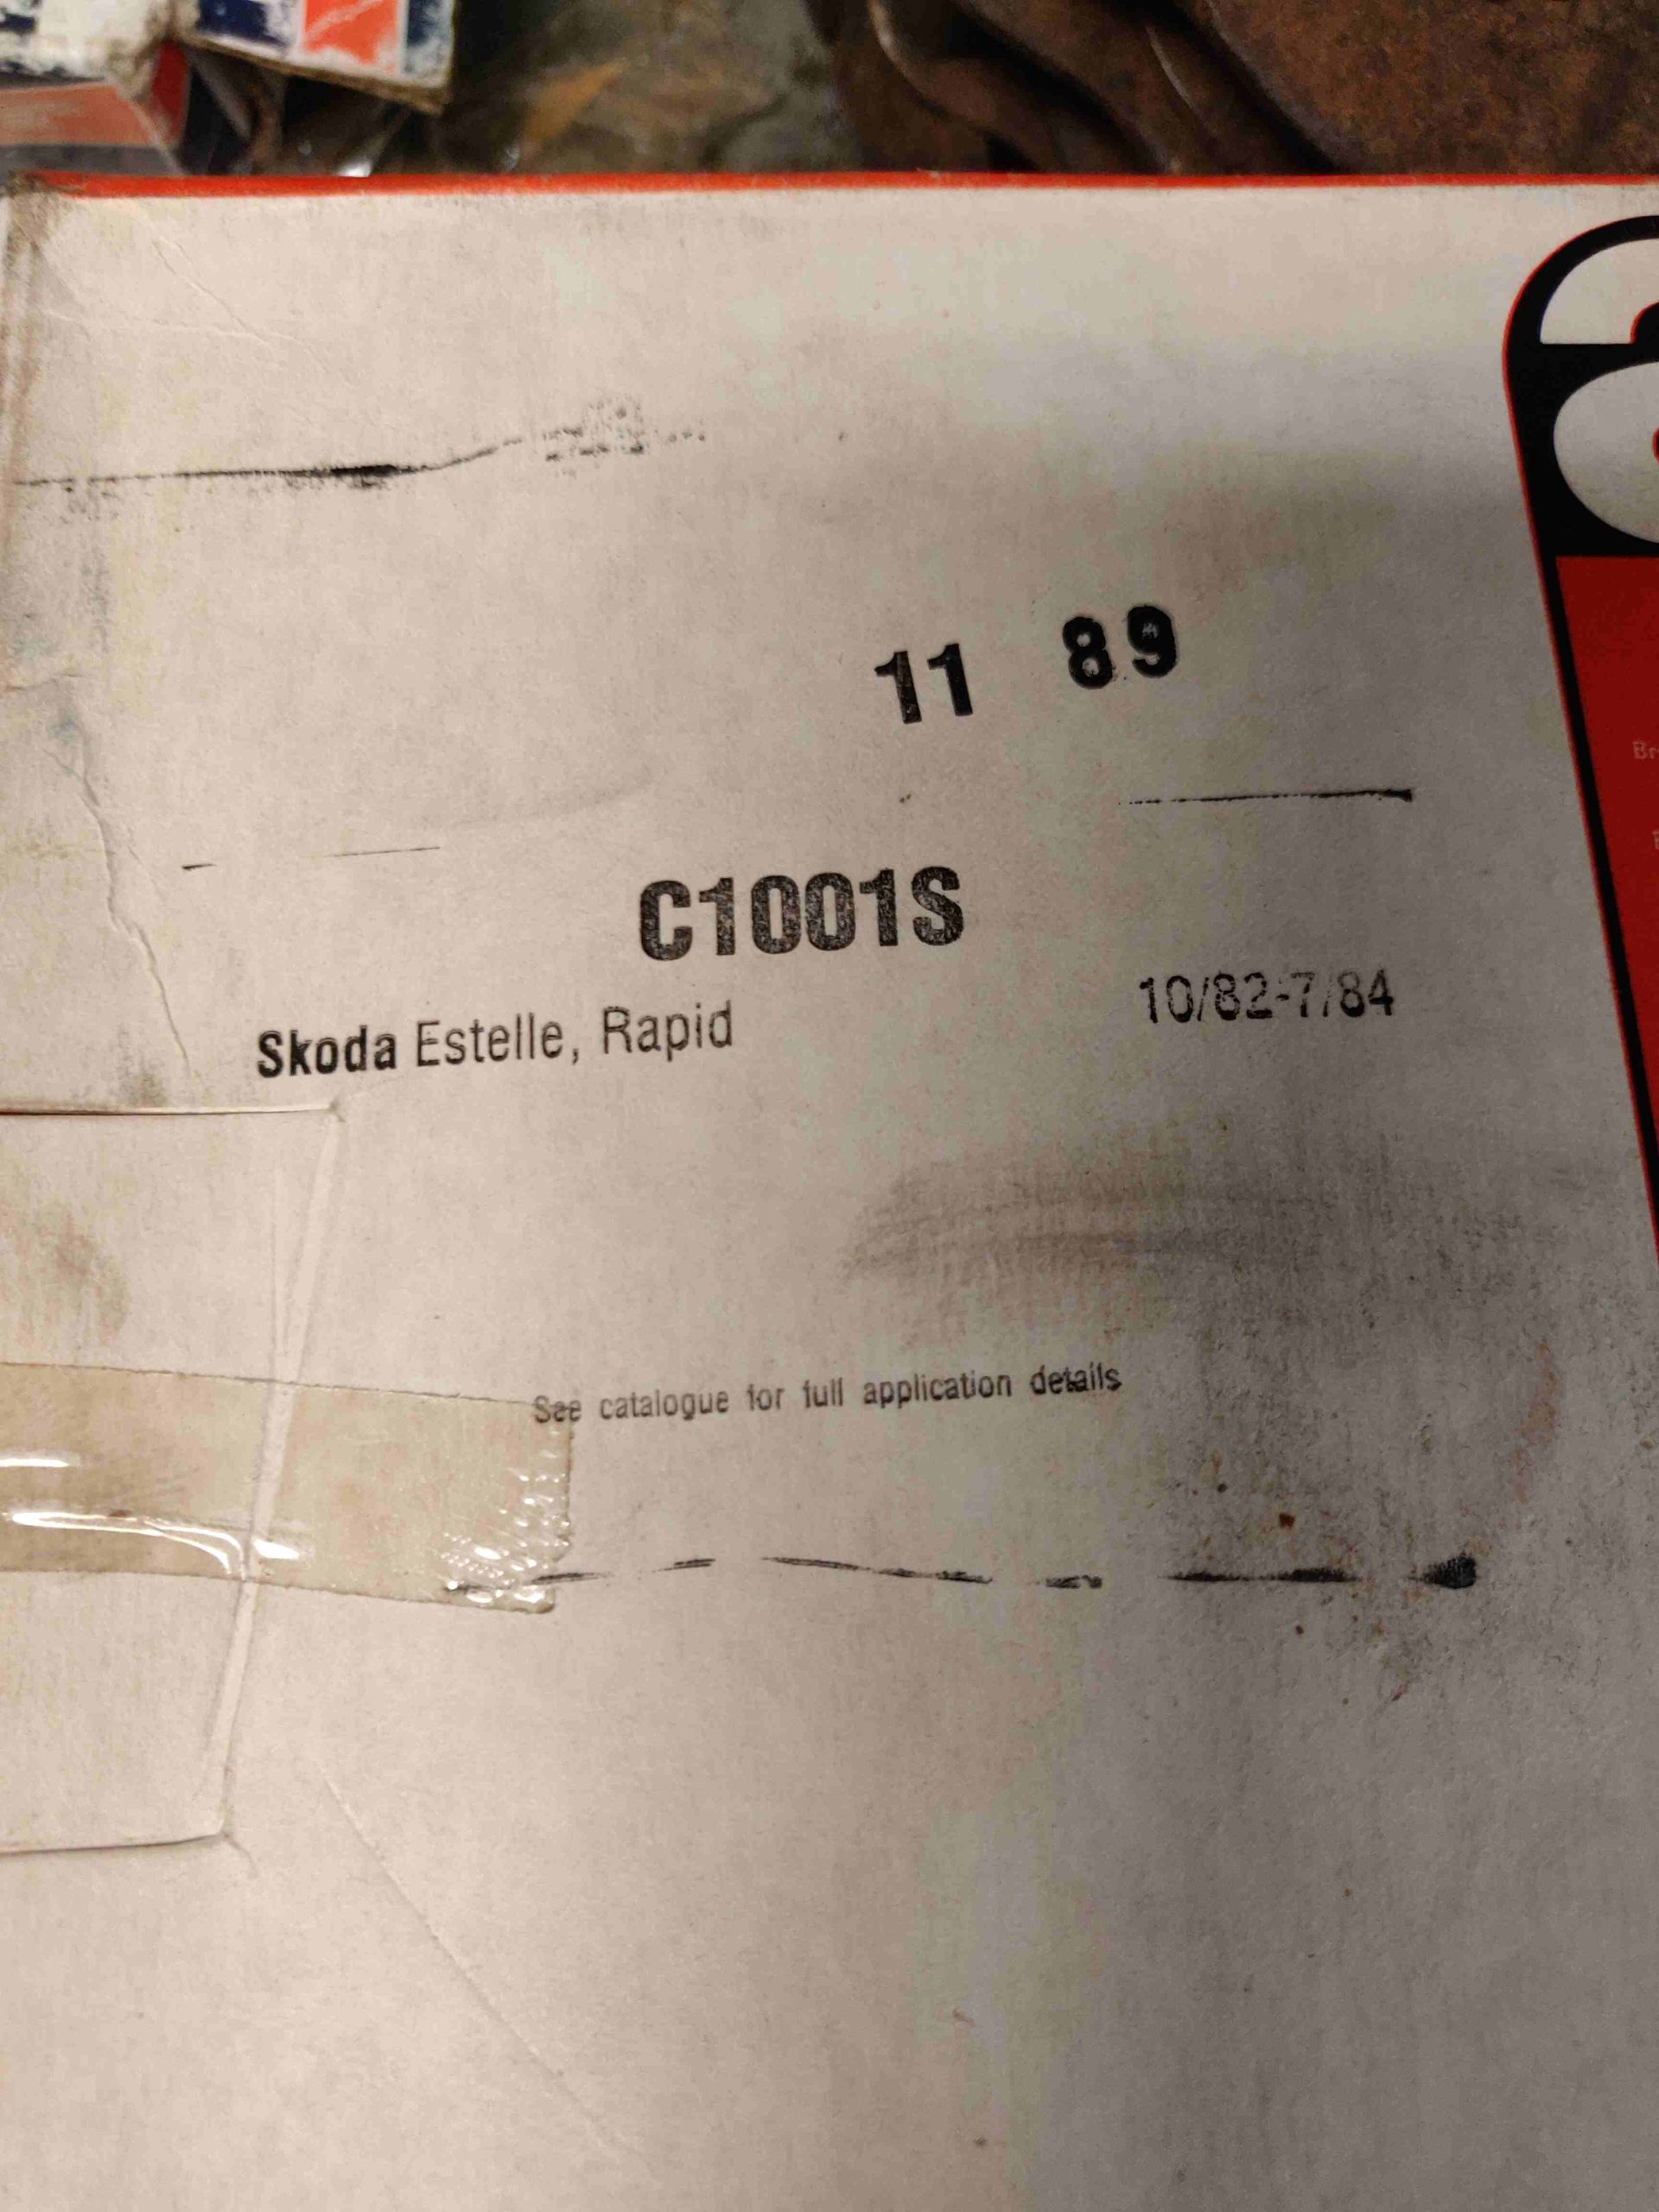 11 89
C1001S
Skoda Estelle, Rapid 10/82-7/84
See catalogue for full application details